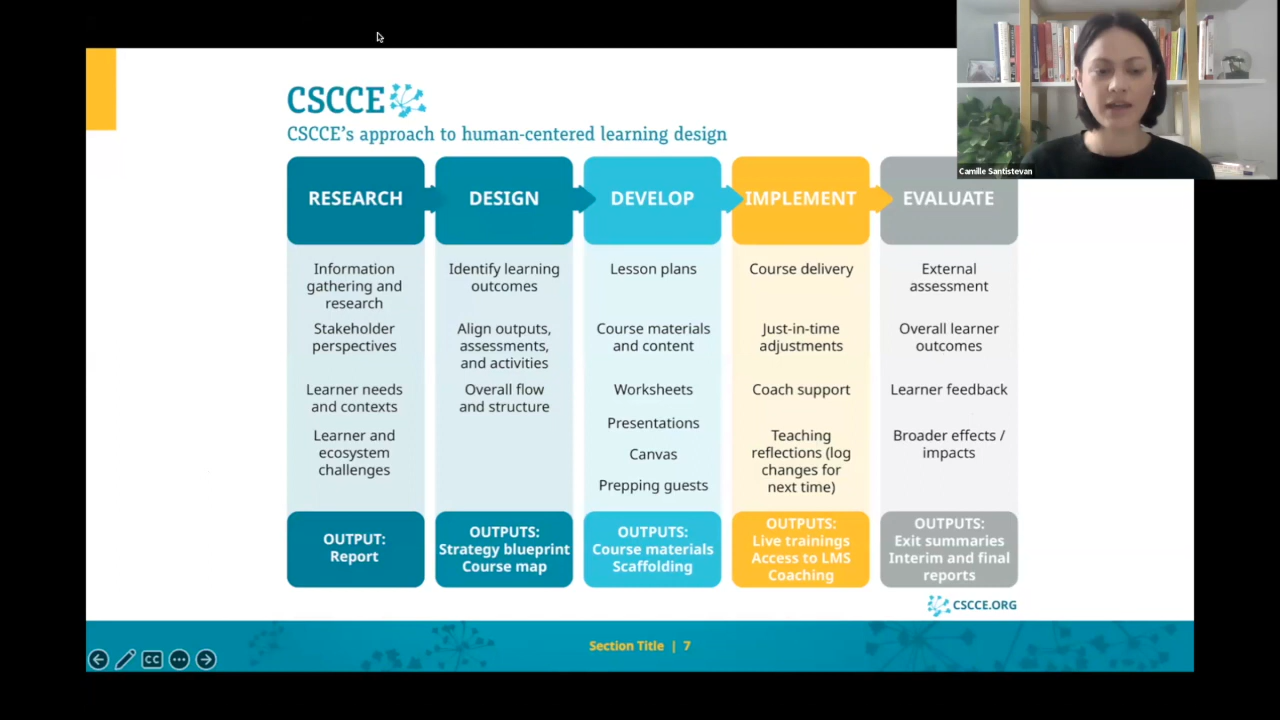 CSCCE
CSCCE's approach to human-centered learning design
RESEARCH
Information
gathering and
research
Stakeholder
perspectives
Learner needs
and contexts
Learner and
ecosystem
challenges
OUTPUT:
Report
DESIGN
Identify learning
outcomes
Align outputs,
assessments,
and activities
Overall flow
and structure
OUTPUTS:
Strategy blueprint
Course map
DEVELOP
Lesson plans
Course materials
and content
Worksheets
Presentations
Canvas
Prepping guests
OUTPUTS:
Course materials
Scaffolding
IMPLEMENT
Course delivery
Just-in-time
adjustments
Coach support
Teaching
reflections (log
changes for
next time)
OUTPUTS:
Live trainings
Access to LMS
Coaching
EVALUATE
External
assessment
Overall learner
outcomes
Learner feedback
Broader effects /
impacts
OUTPUTS:
Exit summaries
Interim and final
reports
CSCCE.ORG
Section Title | 7
CC
Camille Santistevan